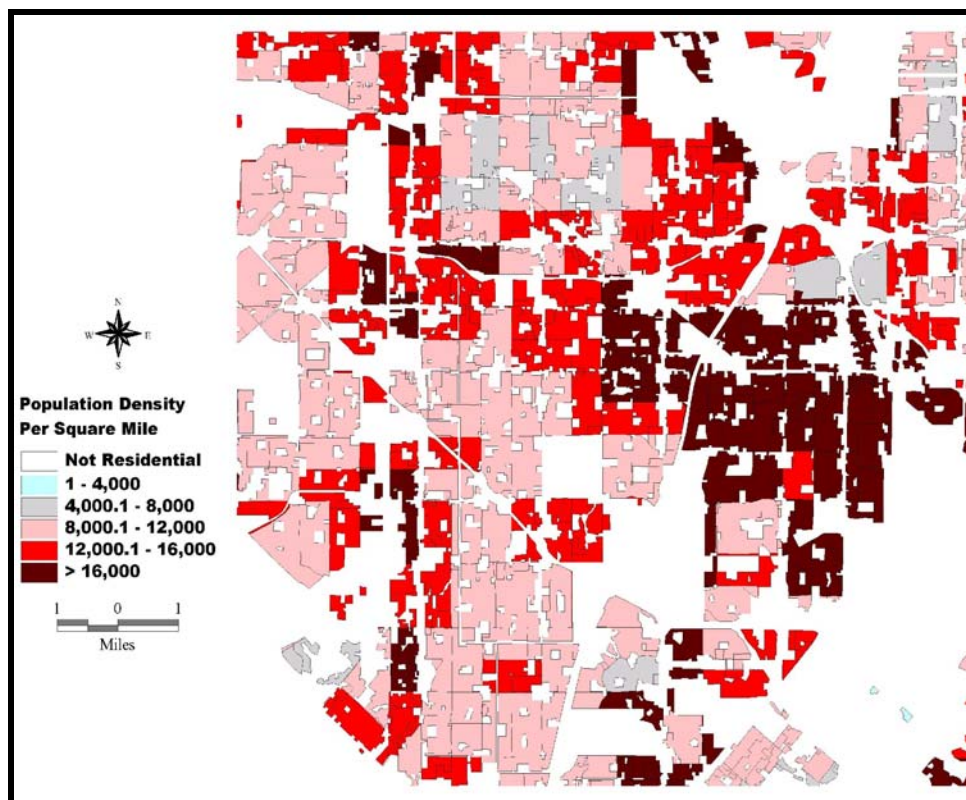 N
W E
S
Population Density
Per Square Mile
Not Residential
1 - 4,000
4,000.1 - 8,000
8,000.1 - 12,000
12,000.1 - 16,000
> 16,000
1 0 1
Miles